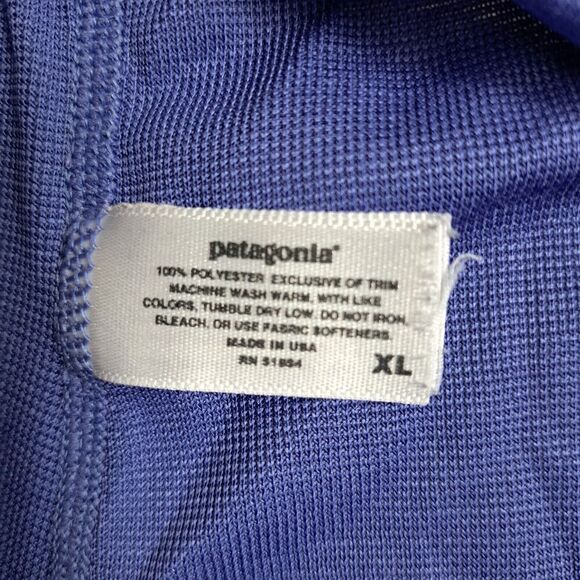 patagonia®
100% POLYESTER EXCLUSIVE OF TRIM
MACHINE WASH WARM, WITH LIKE
COLORS, TUMBLE DRY LOW. DO NOT IRON,
BLEACH, OR USE FABRIC SOFTENERS.
MADE IN USA
RN 51884
XL